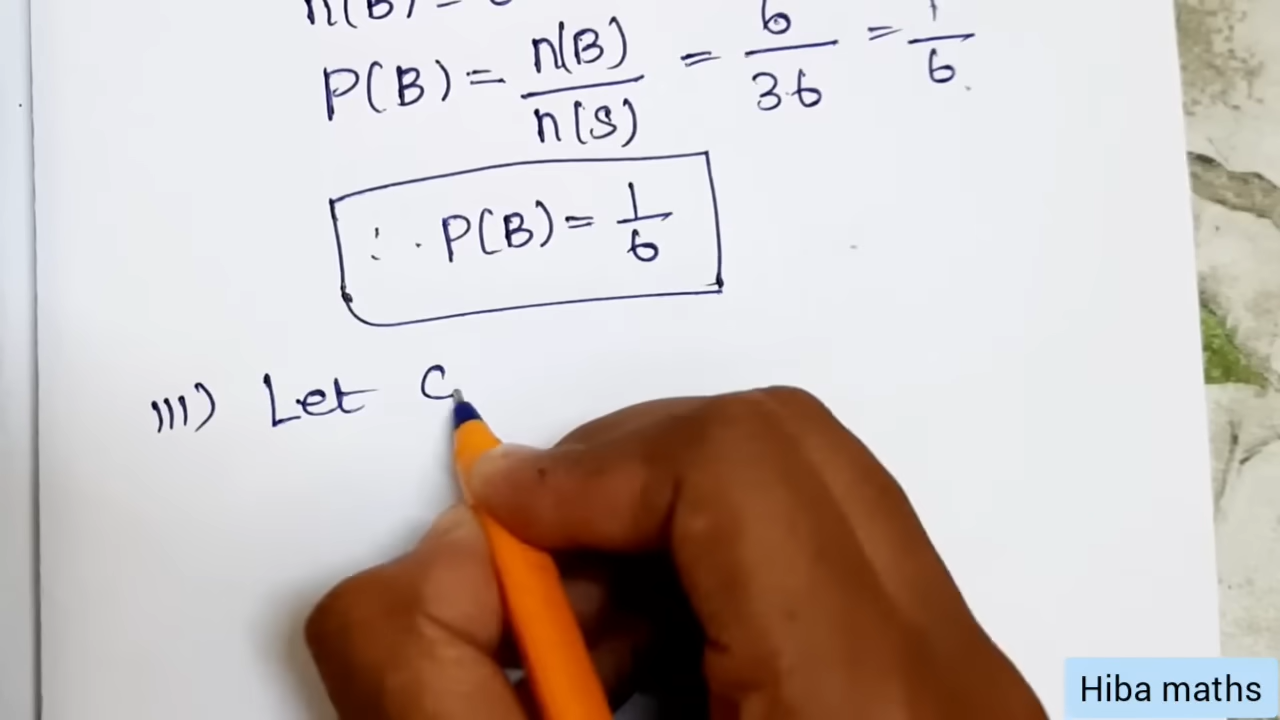 n(B) =
P(B) = n(B)/n(S) = 6/36 = 1/6.
∴ P(B) = 1/6
iii) Let C
Hiba maths